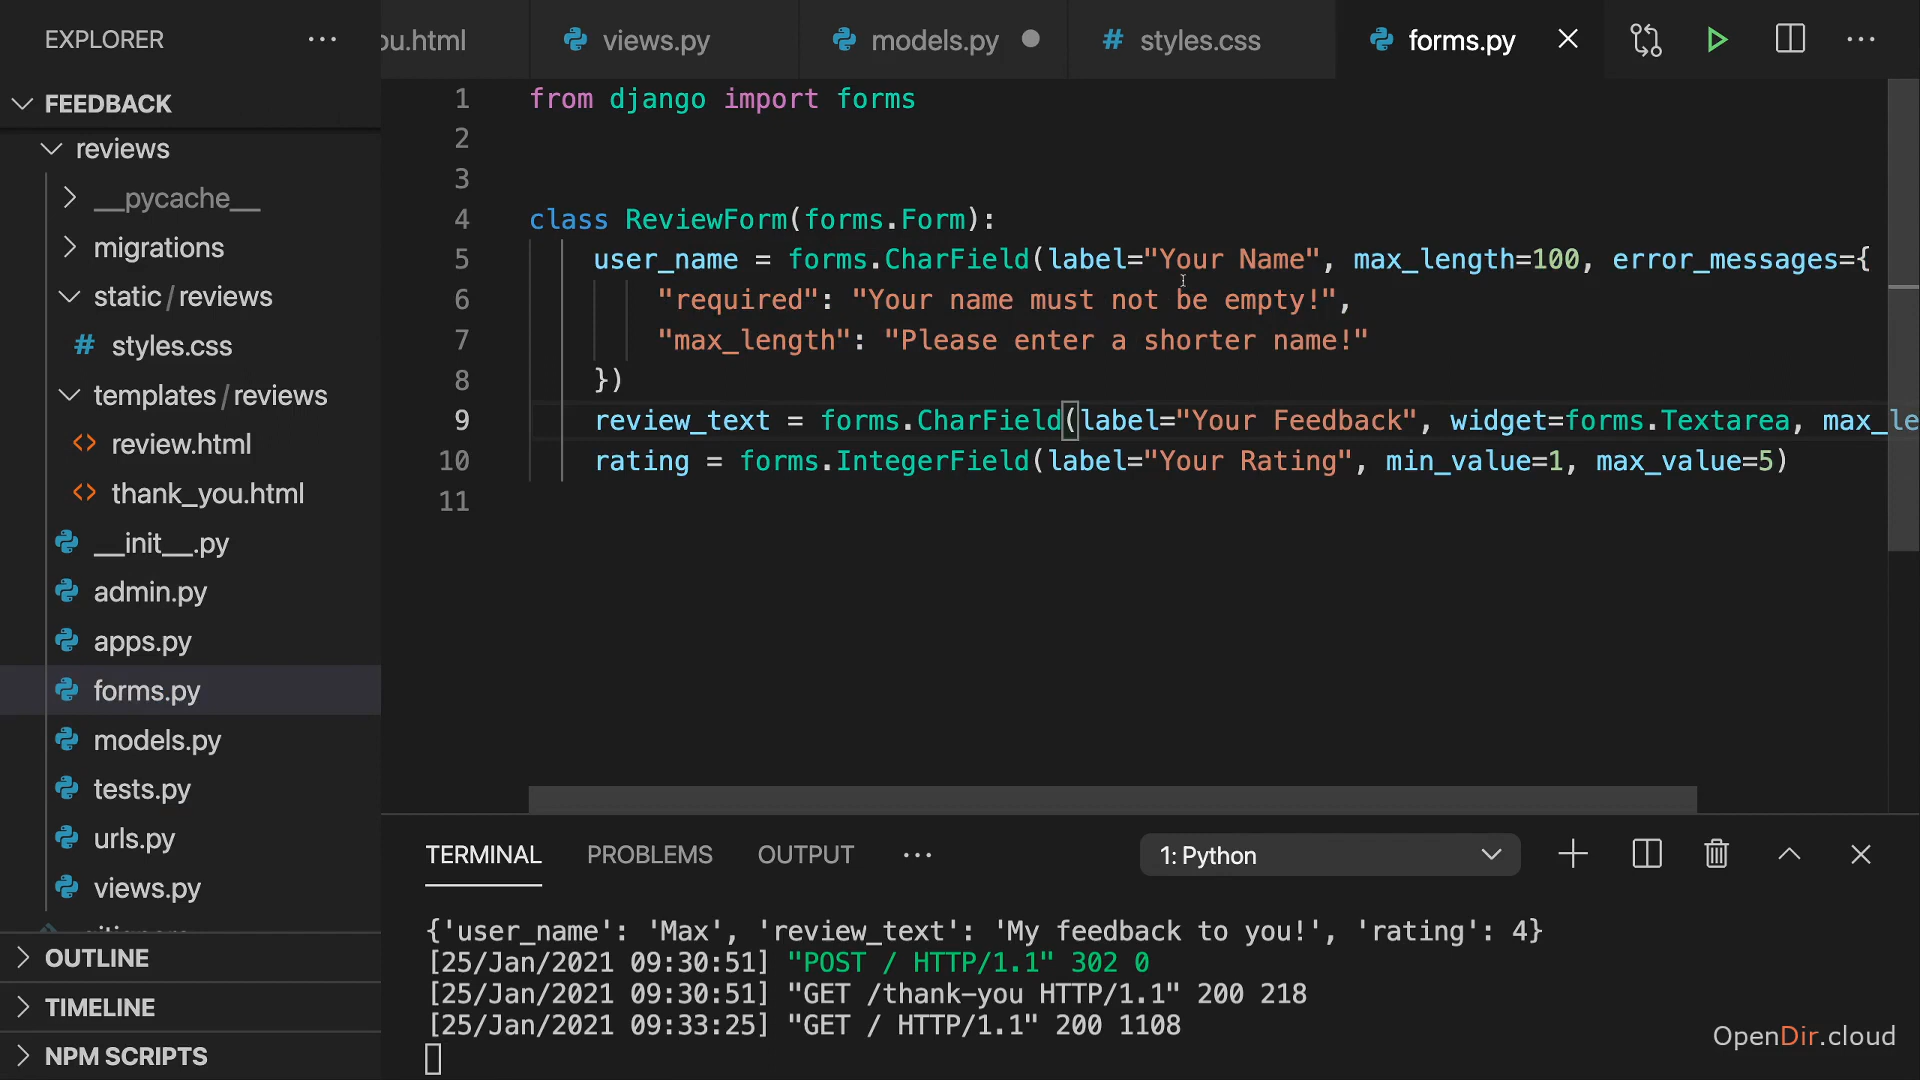 EXPLORER
ou.html
views.py
models.py
# styles.css
forms.py
FEEDBACK
reviews
__pycache__
migrations
static/reviews
# styles.css
templates/reviews
<> review.html
<> thank_you.html
__init__.py
admin.py
apps.py
forms.py
models.py
tests.py
urls.py
views.py
OUTLINE
TIMELINE
NPM SCRIPTS
1 from django import forms
2
3
4 class ReviewForm(forms.Form):
5 user_name = forms.CharField(label="Your Name", max_length=100, error_messages={
6 "required": "Your name must not be empty!",
7 "max_length": "Please enter a shorter name!"
8 })
9 review_text = forms.CharField(label="Your Feedback", widget=forms.Textarea, max_le
10 rating = forms.IntegerField(label="Your Rating", min_value=1, max_value=5)
11
TERMINAL PROBLEMS OUTPUT ··· 1: Python
{'user_name': 'Max', 'review_text': 'My feedback to you!', 'rating': 4}
[25/Jan/2021 09:30:51] "POST / HTTP/1.1" 302 0
[25/Jan/2021 09:30:51] "GET /thank-you HTTP/1.1" 200 218
[25/Jan/2021 09:33:25] "GET / HTTP/1.1" 200 1108
OpenDir.cloud